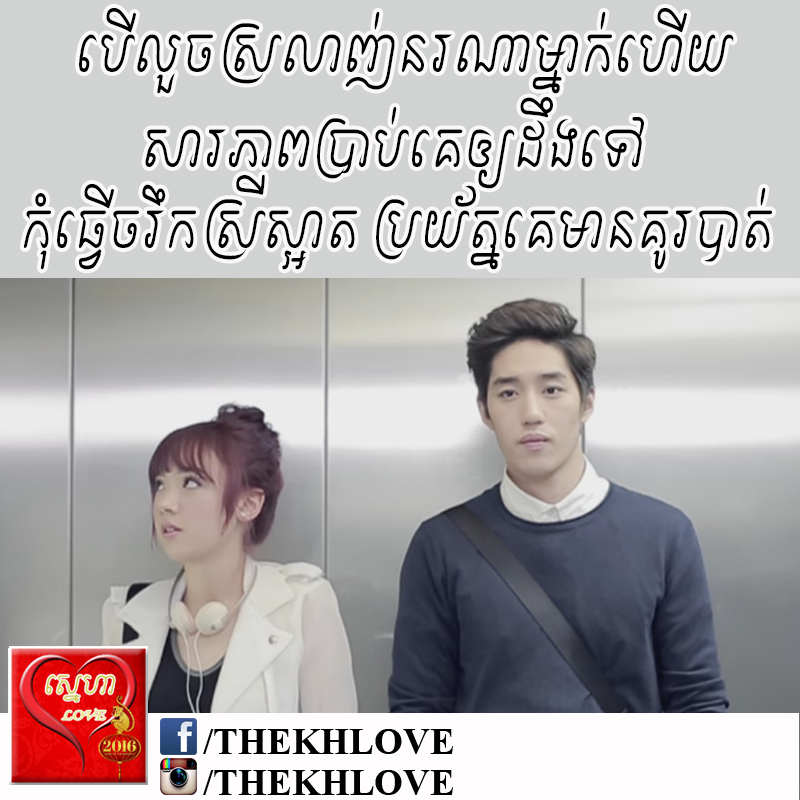 បើលួចស្រលាញ់នរណាម្នាក់ហើយ
សារភាពប្រាប់គេឲ្យដឹងទៅ
កុំធ្វើចរឹកស្រីស្អាត ប្រយ័ត្នគេមានគូរបាត់
ស្នេហា
LOVE
2016
/THEKHLOVE
/THEKHLOVE